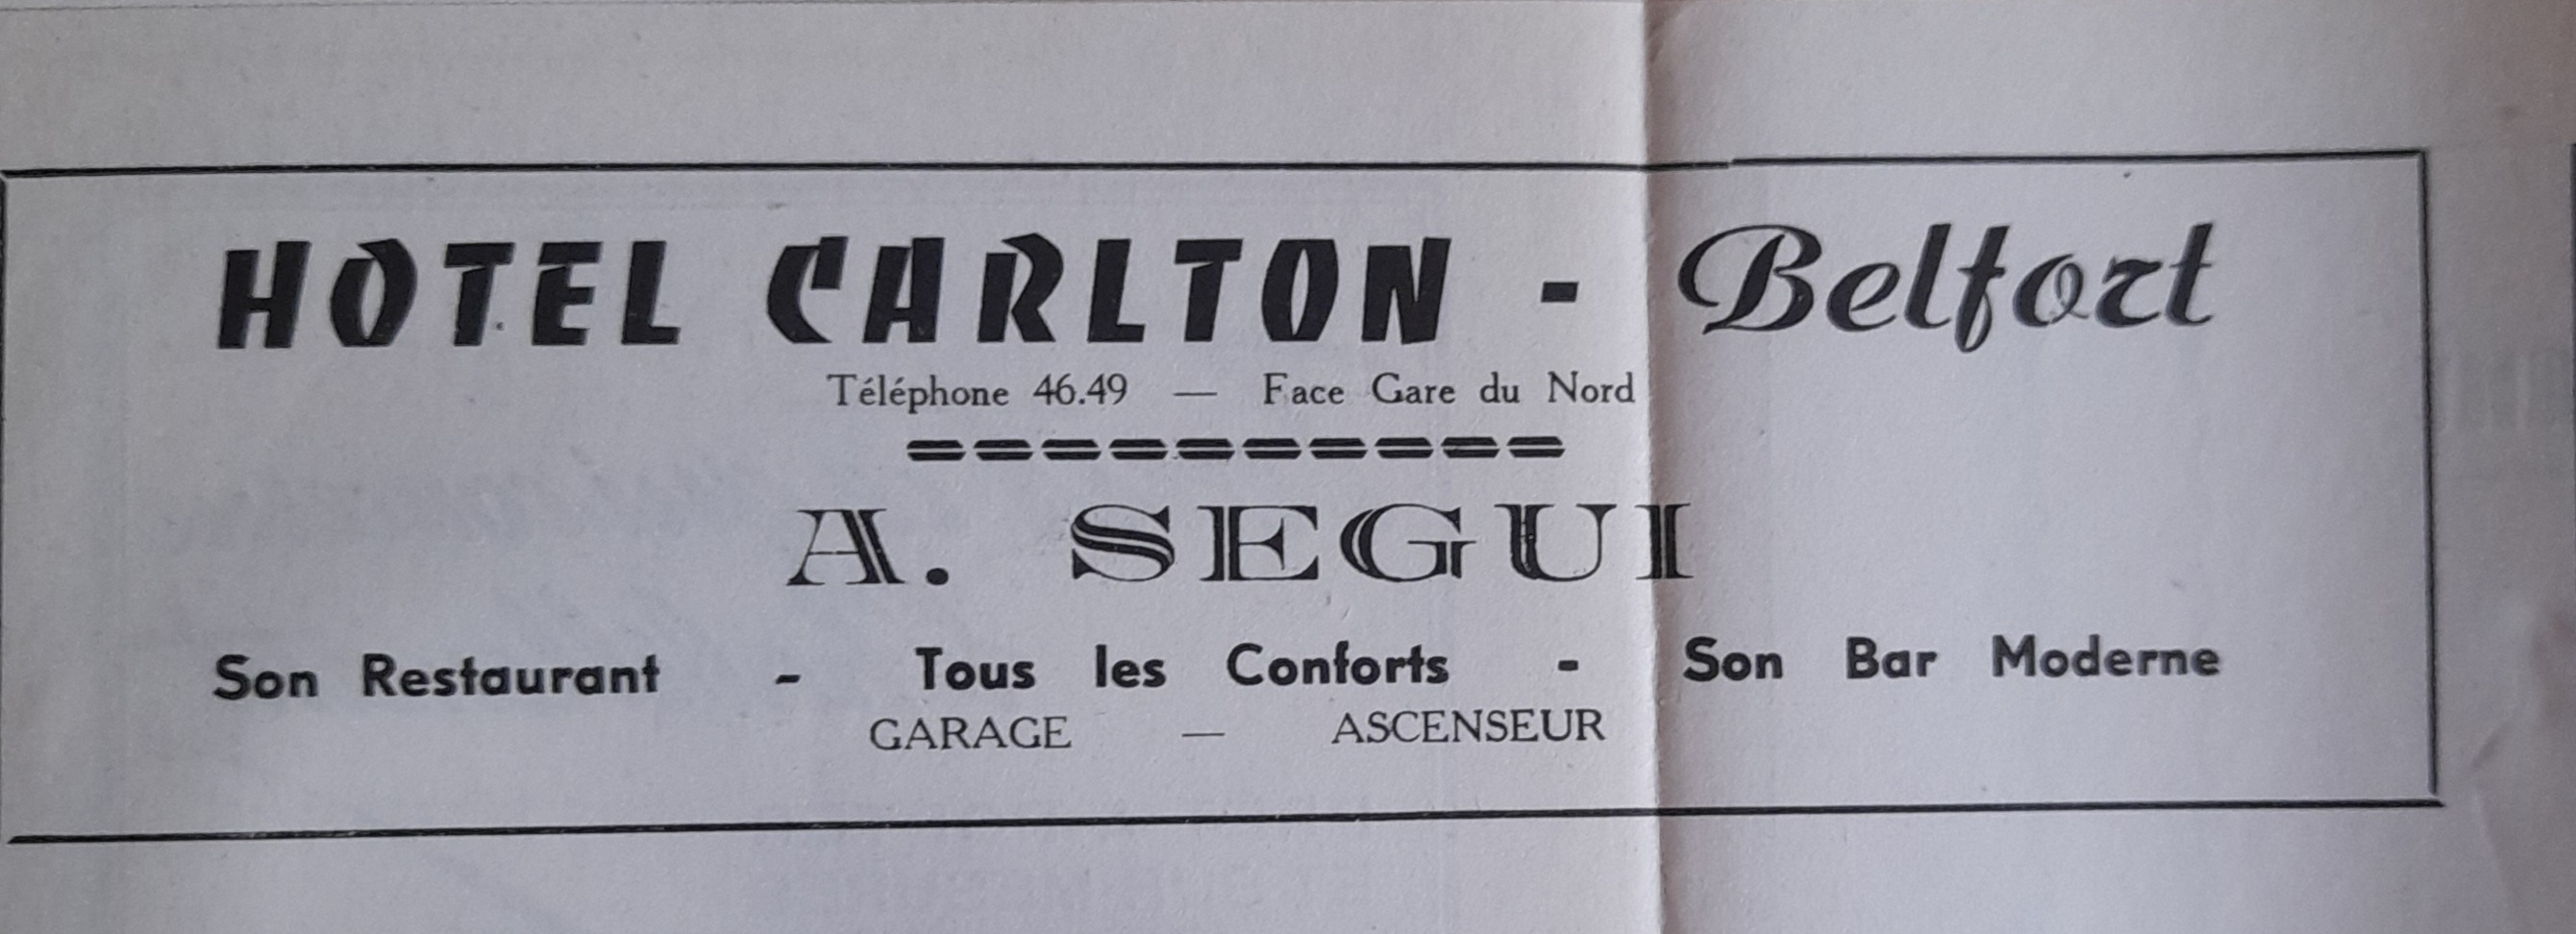 HOTEL CARLTON - Belfort
Téléphone 46.49 — Face Gare du Nord
A. SEGUI
Son Restaurant - Tous les Conforts - Son Bar Moderne
GARAGE — ASCENSEUR